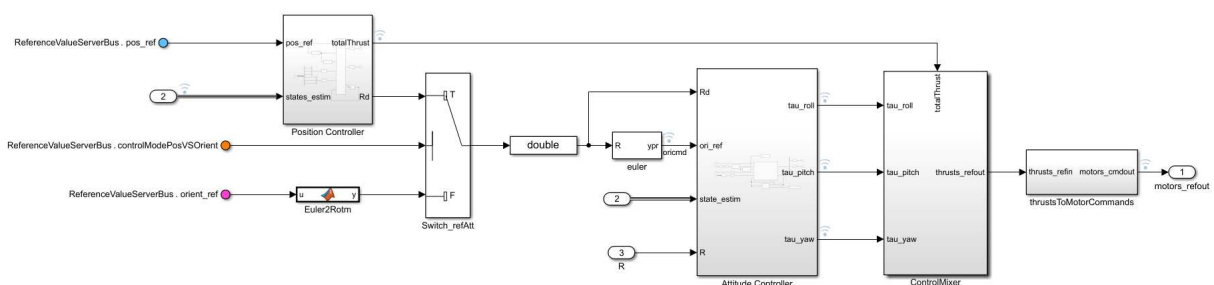 ReferenceValueServerBus . pos_ref
pos_ref
totalThrust
2
states_estim
Rd
Position Controller
ReferenceValueServerBus . controlModePosVSOrient
ReferenceValueServerBus . orient_ref
u
y
Euler2Rotm
T
F
Switch_refAtt
double
R
ypr
euler
oricmd
2
3
R
Rd
ori_ref
state_estim
R
tau_roll
tau_pitch
tau_yaw
Attitude Controller
totalThrust
tau_roll
tau_pitch
tau_yaw
thrusts_refout
ControlMixer
thrusts_refin
motors_cmdout
thrustsToMotorCommands
1
motors_refout